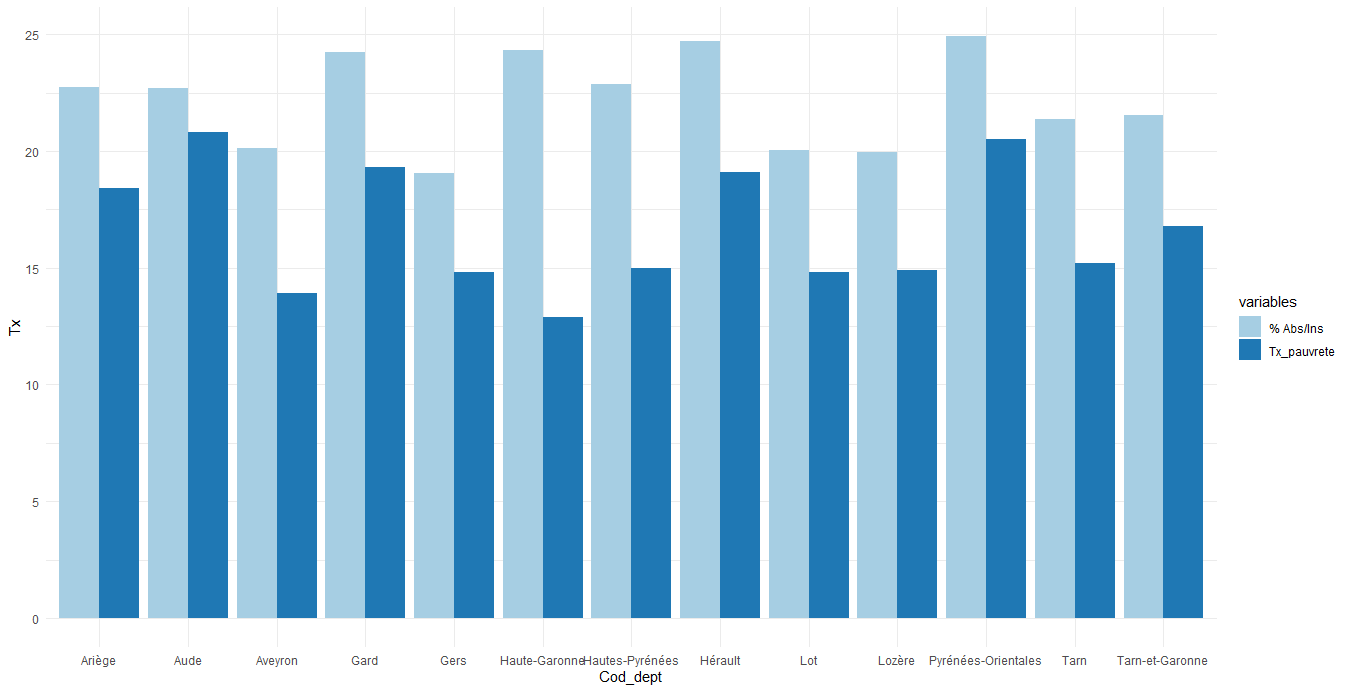 25
20
15
10
5
0
Tx
Ariège
Aude
Aveyron
Gard
Gers
Haute-Garonne
Hautes-Pyrénées
Hérault
Lot
Lozère
Pyrénées-Orientales
Tarn
Tarn-et-Garonne
Cod_dept
variables
% Abs/Ins
Tx_pauvrete